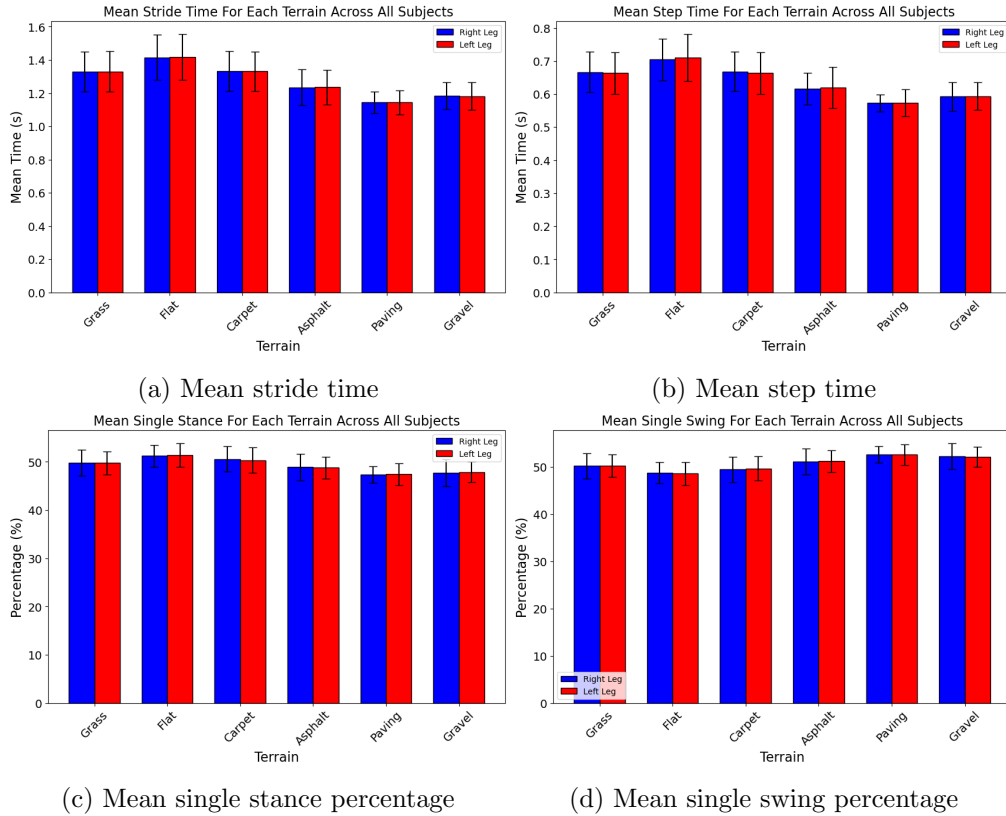 Mean Stride Time For Each Terrain Across All Subjects
Right Leg
Left Leg
1.6
1.4
1.2
1.0
0.8
0.6
0.4
0.2
0.0
Mean Time (s)
Grass
Flat
Carpet
Asphalt
Paving
Gravel
Terrain
(a) Mean stride time
Mean Step Time For Each Terrain Across All Subjects
Right Leg
Left Leg
0.8
0.7
0.6
0.5
0.4
0.3
0.2
0.1
0.0
Mean Time (s)
Grass
Flat
Carpet
Asphalt
Paving
Gravel
Terrain
(b) Mean step time
Mean Single Stance For Each Terrain Across All Subjects
Right Leg
Left Leg
50
40
30
20
10
0
Percentage (%)
Grass
Flat
Carpet
Asphalt
Paving
Gravel
Terrain
(c) Mean single stance percentage
Mean Single Swing For Each Terrain Across All Subjects
50
40
30
20
10
0
Percentage (%)
Right Leg
Left Leg
Grass
Flat
Carpet
Asphalt
Paving
Gravel
Terrain
(d) Mean single swing percentage